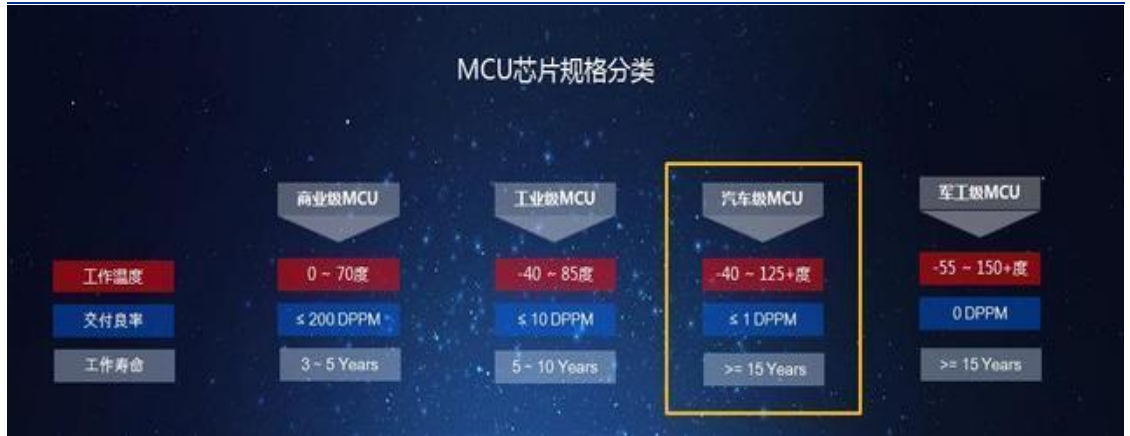 MCU芯片规格分类
商业级MCU 工业级MCU 汽车级MCU 军工级MCU
工作温度 0 ~ 70度 -40 ~ 85度 -40 ~ 125+度 -55 ~ 150+度
交付良率 ≤ 200 DPPM ≤ 10 DPPM ≤ 1 DPPM 0 DPPM
工作寿命 3 ~ 5 Years 5 ~ 10 Years >= 15 Years >= 15 Years